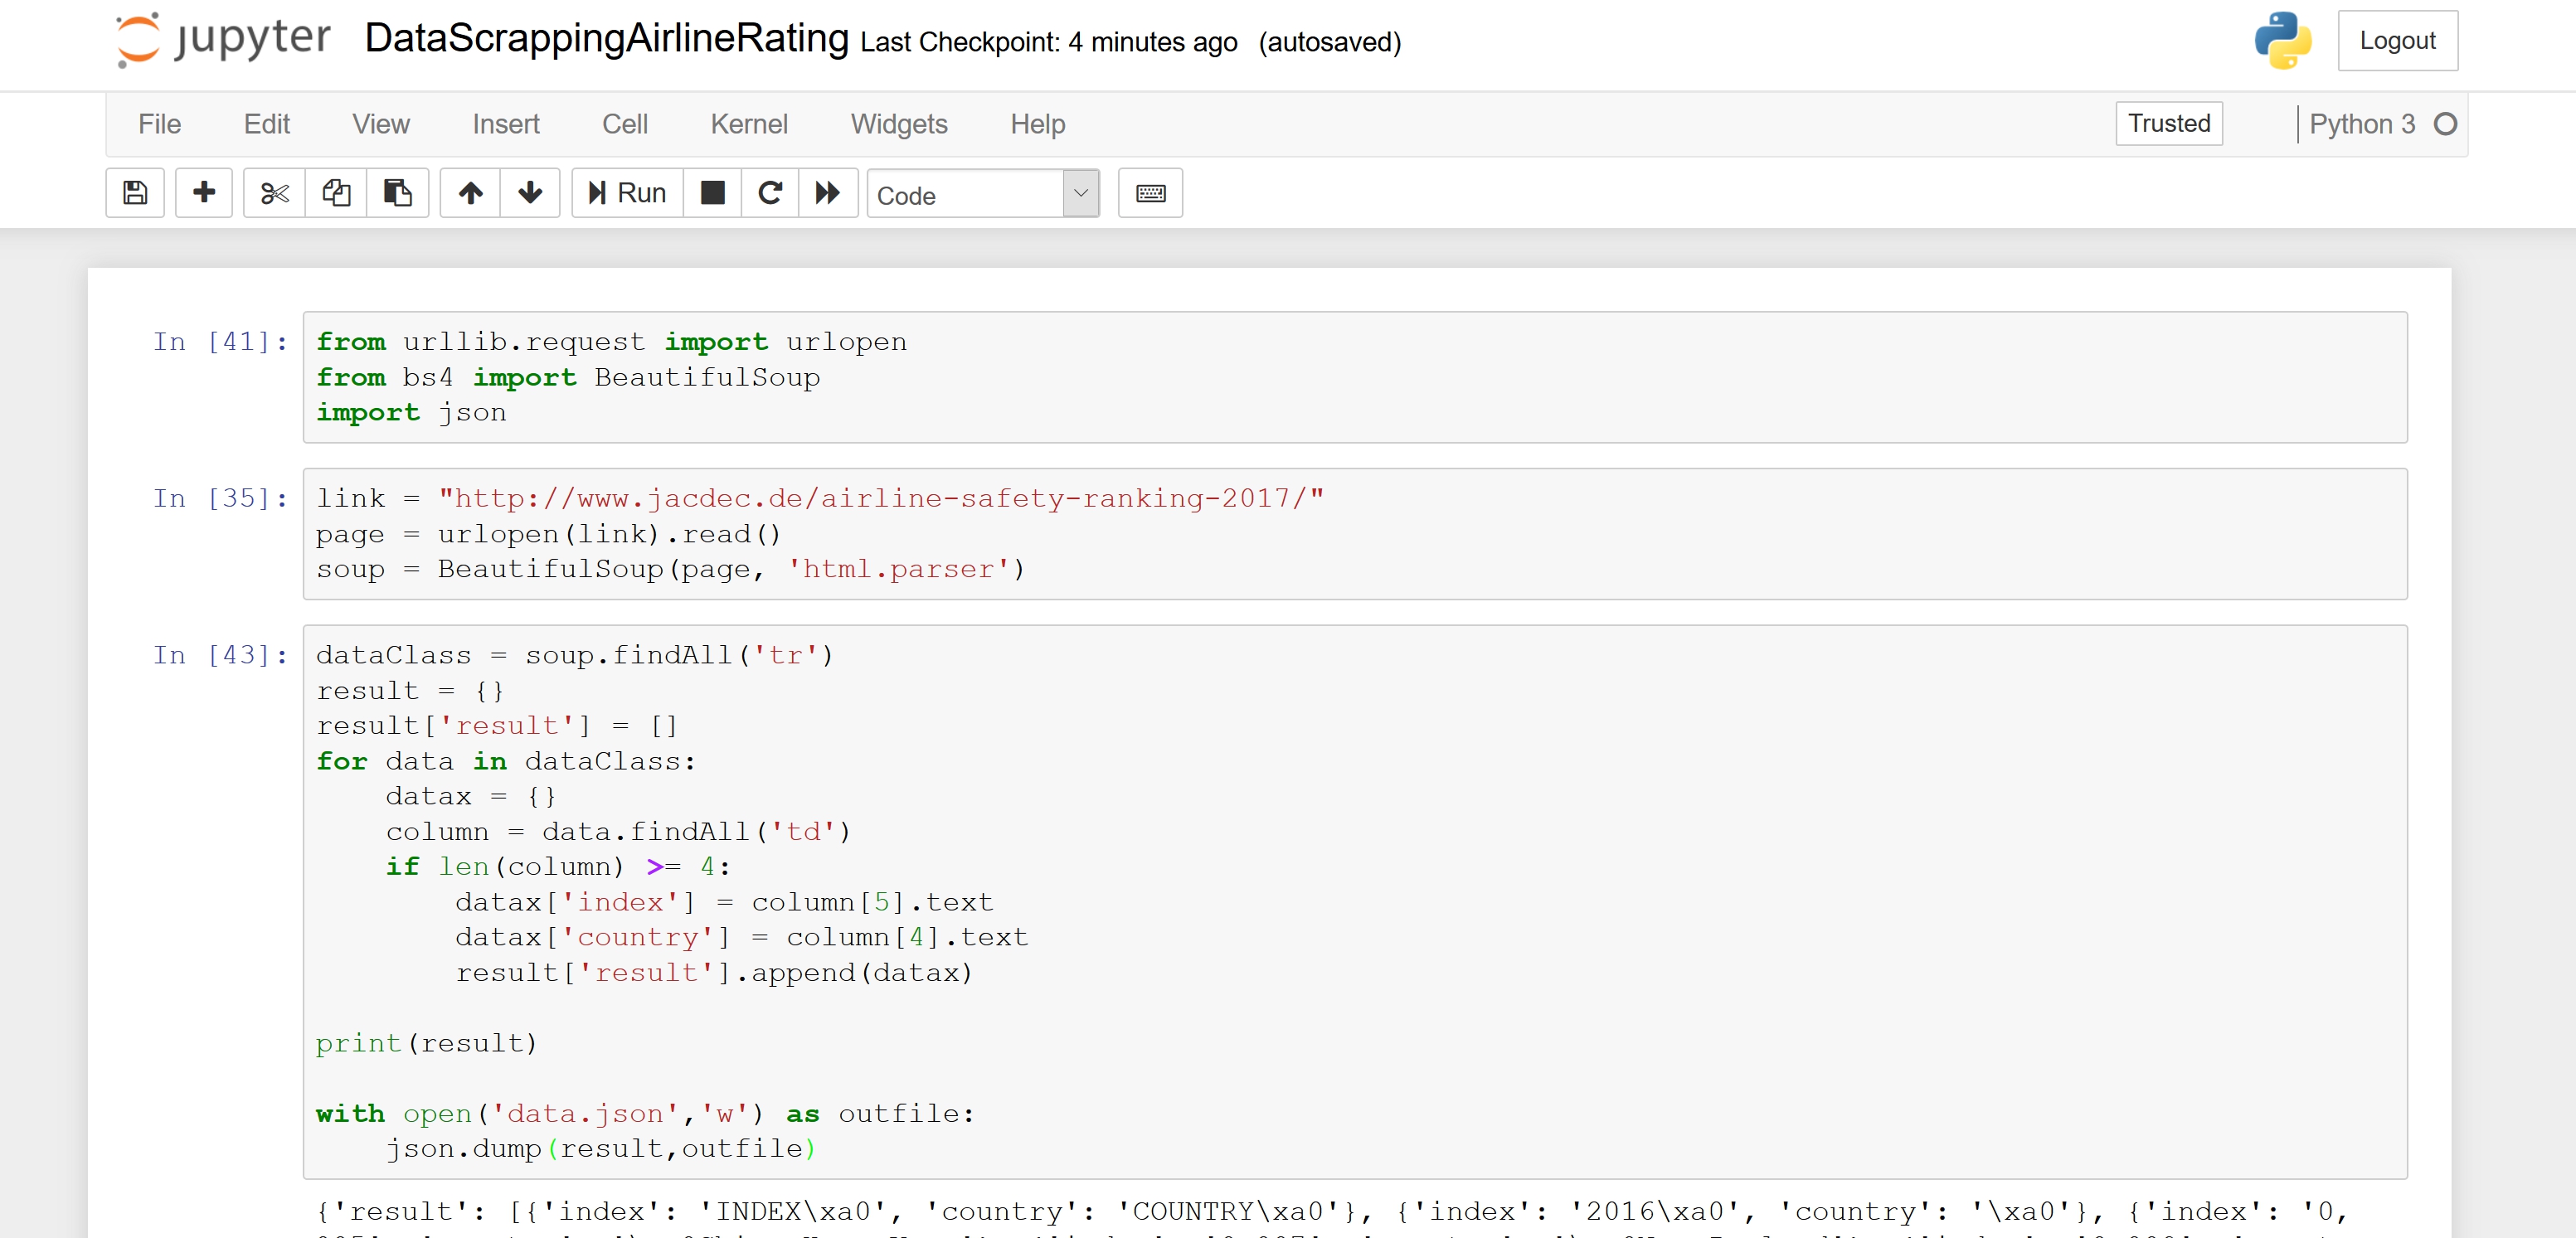 jupyter DataScrappingAirlineRating Last Checkpoint: 4 minutes ago (autosaved) Logout
File Edit View Insert Cell Kernel Widgets Help Trusted Python 3
Run Code
In [41]: from urllib.request import urlopen
from bs4 import BeautifulSoup
import json
In [35]: link = "http://www.jacdec.de/airline-safety-ranking-2017/"
page = urlopen(link).read()
soup = BeautifulSoup(page, 'html.parser')
In [43]: dataClass = soup.findAll('tr')
result = {}
result['result'] = []
for data in dataClass:
    datax = {}
    column = data.findAll('td')
    if len(column) >= 4:
        datax['index'] = column[5].text
        datax['country'] = column[4].text
        result['result'].append(datax)
print(result)
with open('data.json','w') as outfile:
    json.dump(result,outfile)
{'result': [{'index': 'INDEX\xa0', 'country': 'COUNTRY\xa0'}, {'index': '2016\xa0', 'country': '\xa0'}, {'index': '0,